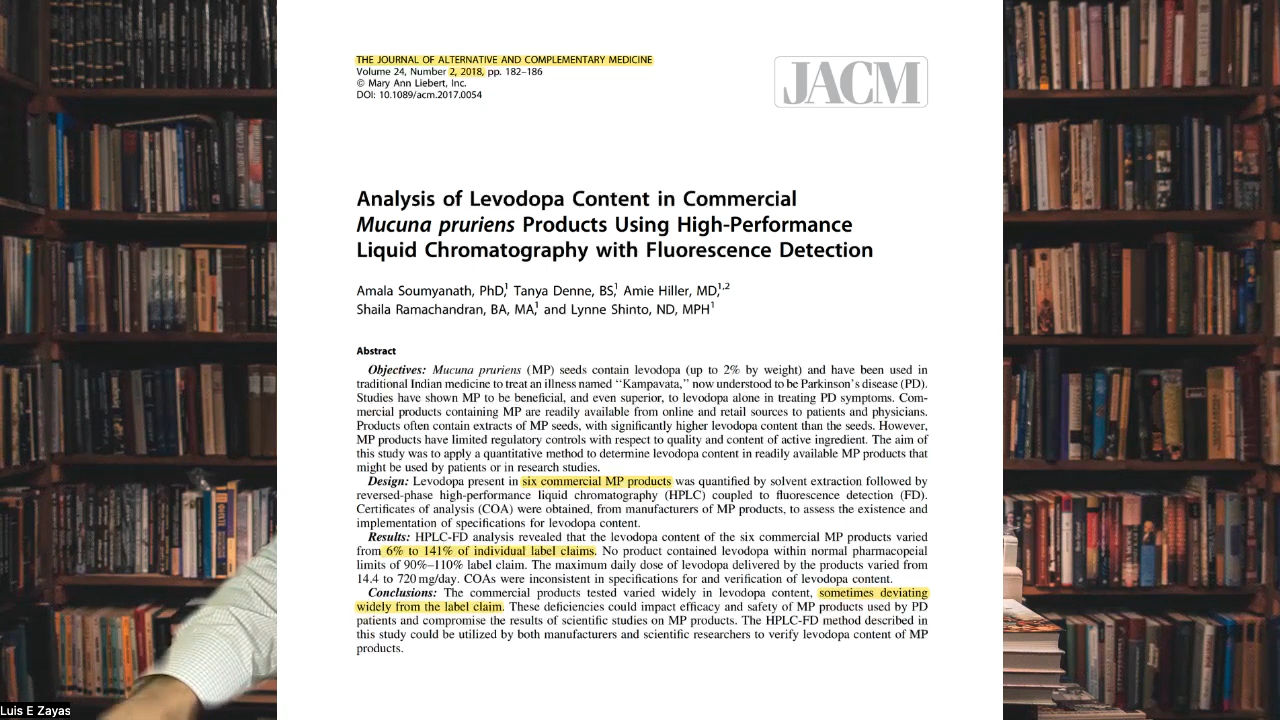 THE JOURNAL OF ALTERNATIVE AND COMPLEMENTARY MEDICINE
Volume 24, Number 2, 2018, pp. 182–186
© Mary Ann Liebert, Inc.
DOI: 10.1089/acm.2017.0054
JACM
Analysis of Levodopa Content in Commercial
Mucuna pruriens Products Using High-Performance
Liquid Chromatography with Fluorescence Detection
Amala Soumyanath, PhD,1 Tanya Denne, BS,1 Amie Hiller, MD,1,2
Shaila Ramachandran, BA, MA,1 and Lynne Shinto, ND, MPH1
Abstract
Objectives: Mucuna pruriens (MP) seeds contain levodopa (up to 2% by weight) and have been used in
traditional Indian medicine to treat an illness named ‘‘Kampavata,’’ now understood to be Parkinson’s disease (PD).
Studies have shown MP to be beneficial, and even superior, to levodopa alone in treating PD symptoms. Com-
mercial products containing MP are readily available from online and retail sources to patients and physicians.
Products often contain extracts of MP seeds, with significantly higher levodopa content than the seeds. However,
MP products have limited regulatory controls with respect to quality and content of active ingredient. The aim of
this study was to apply a quantitative method to determine levodopa content in readily available MP products that
might be used by patients or in research studies.
Design: Levodopa present in six commercial MP products was quantified by solvent extraction followed by
reversed-phase high-performance liquid chromatography (HPLC) coupled to fluorescence detection (FD).
Certificates of analysis (COA) were obtained, from manufacturers of MP products, to assess the existence and
implementation of specifications for levodopa content.
Results: HPLC-FD analysis revealed that the levodopa content of the six commercial MP products varied
from 6% to 141% of individual label claims. No product contained levodopa within normal pharmacopeial
limits of 90%–110% label claim. The maximum daily dose of levodopa delivered by the products varied from
14.4 to 720 mg/day. COAs were inconsistent in specifications for and verification of levodopa content.
Conclusions: The commercial products tested varied widely in levodopa content, sometimes deviating
widely from the label claim. These deficiencies could impact efficacy and safety of MP products used by PD
patients and compromise the results of scientific studies on MP products. The HPLC-FD method described in
this study could be utilized by both manufacturers and scientific researchers to verify levodopa content of MP
products.
Luis E Zayas